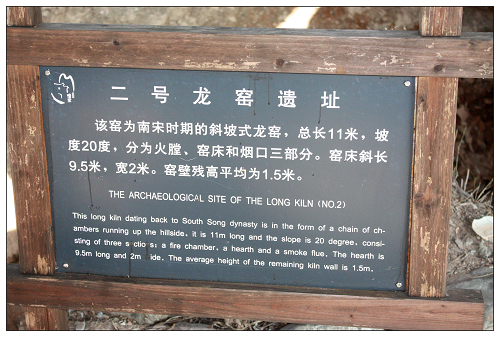 二号龙窑遗址
该窑为南宋时期的斜坡式龙窑，总长11米，坡
度20度，分为火膛、窑床和烟口三部分。窑床斜长
9.5米，宽2米。窑壁残高平均为1.5米。
THE ARCHAEOLOGICAL SITE OF THE LONG KILN (NO.2)
This long kiln dating back to South Song dynasty is in the form of a chain of ch-
ambers running up the hillside, it is 11m long and the slope is 20 degree, consi-
sting of three s ctio s: a fire chamber, a hearth and a smoke flue. The hearth is
9.5m long and 2m  ide. The average height of the remaining kiln wall is 1.5m.